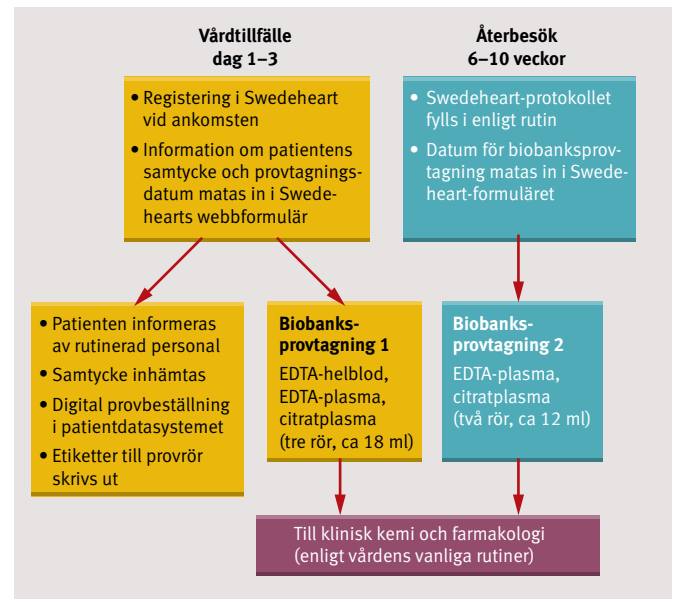 Vårdtillfälle
dag 1–3
• Registering i Swedeheart
vid ankomsten
• Information om patientens
samtycke och provtagnings-
datum matas in i Swede-
hearts webbformulär
Återbesök
6–10 veckor
• Swedeheart-protokollet
fylls i enligt rutin
• Datum för biobanksprov-
tagning matas in i Swede-
heart-formuläret
• Patienten informeras
av rutinerad personal
• Samtycke inhämtas
• Digital provbeställning
i patientdatasystemet
• Etiketter till provrör
skrivs ut
Biobanks-
provtagning 1
EDTA-helblod,
EDTA-plasma,
citratplasma
(tre rör, ca 18 ml)
Biobanks-
provtagning 2
EDTA-plasma,
citratplasma
(två rör, ca 12 ml)
Till klinisk kemi och farmakologi
(enligt vårdens vanliga rutiner)